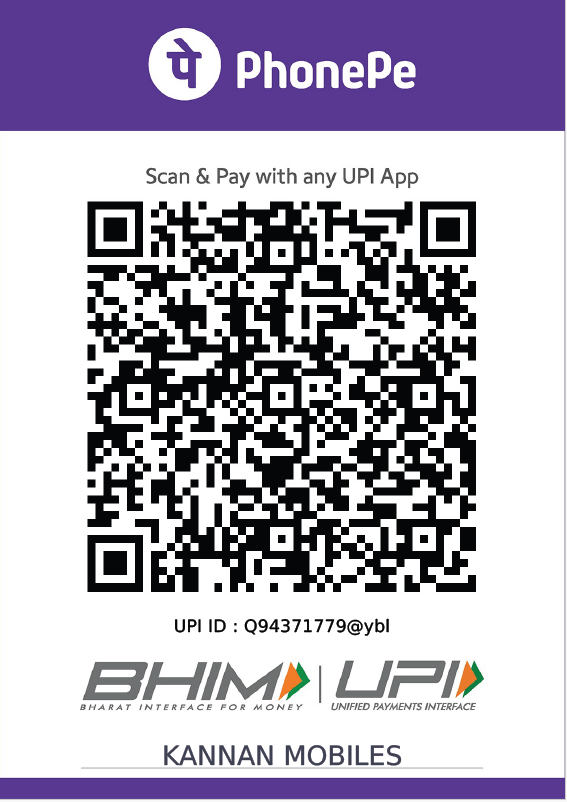 पे PhonePe
Scan & Pay with any UPI App
UPI ID : Q94371779@ybl
BHIM UPI
BHARAT INTERFACE FOR MONEY UNIFIED PAYMENTS INTERFACE
KANNAN MOBILES